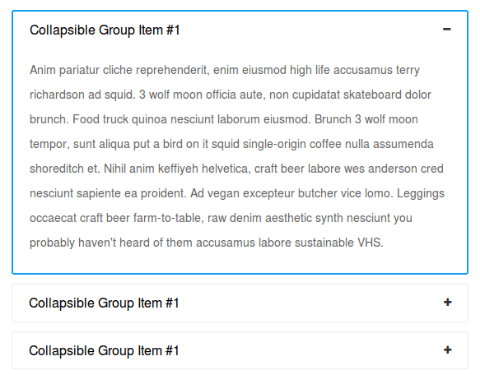 Collapsible Group Item #1
Anim pariatur cliche reprehenderit, enim eiusmod high life accusamus terry
richardson ad squid. 3 wolf moon officia aute, non cupidatat skateboard dolor
brunch. Food truck quinoa nesciunt laborum eiusmod. Brunch 3 wolf moon
tempor, sunt aliqua put a bird on it squid single-origin coffee nulla assumenda
shoreditch et. Nihil anim keffiyeh helvetica, craft beer labore wes anderson cred
nesciunt sapiente ea proident. Ad vegan excepteur butcher vice lomo. Leggings
occaecat craft beer farm-to-table, raw denim aesthetic synth nesciunt you
probably haven't heard of them accusamus labore sustainable VHS.
Collapsible Group Item #1
Collapsible Group Item #1